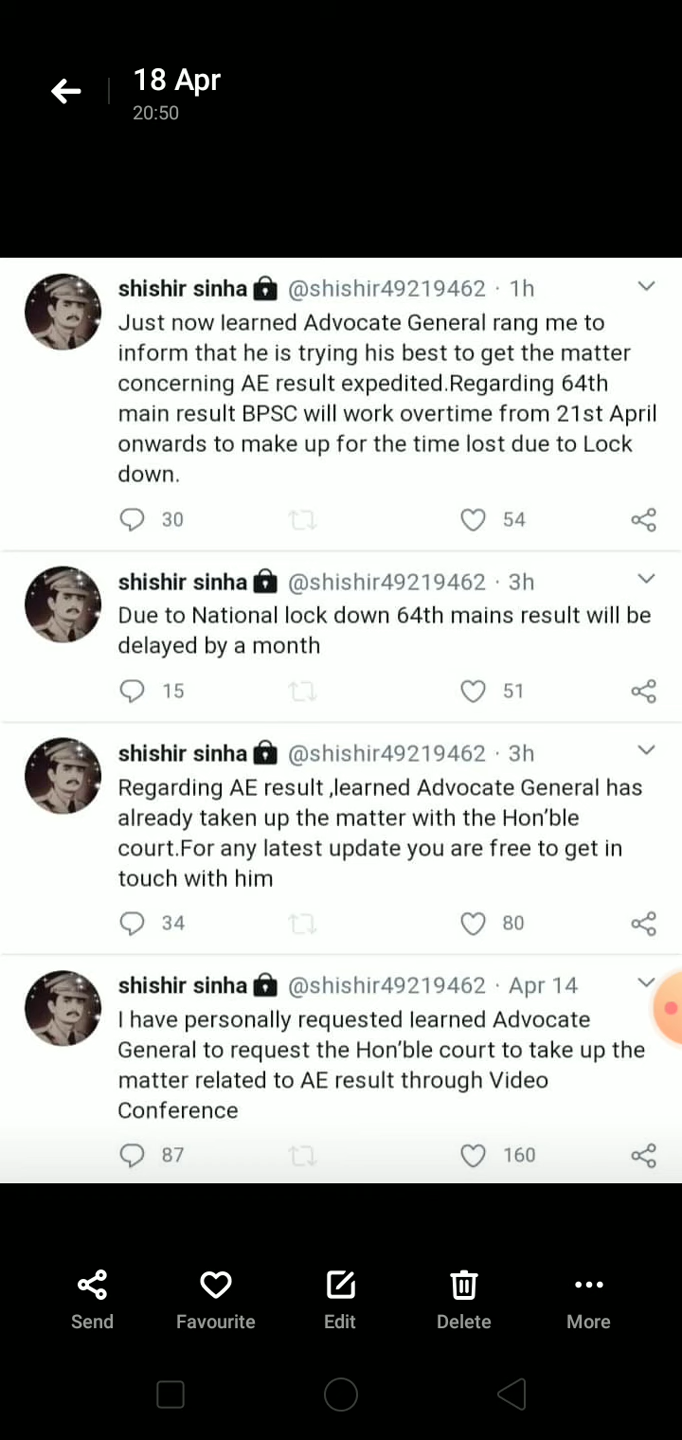 18 Apr
20:50
shishir sinha @shishir49219462 · 1h
Just now learned Advocate General rang me to
inform that he is trying his best to get the matter
concerning AE result expedited.Regarding 64th
main result BPSC will work overtime from 21st April
onwards to make up for the time lost due to Lock
down.
30 54
shishir sinha @shishir49219462 · 3h
Due to National lock down 64th mains result will be
delayed by a month
15 51
shishir sinha @shishir49219462 · 3h
Regarding AE result ,learned Advocate General has
already taken up the matter with the Hon’ble
court.For any latest update you are free to get in
touch with him
34 80
shishir sinha @shishir49219462 · Apr 14
I have personally requested learned Advocate
General to request the Hon’ble court to take up the
matter related to AE result through Video
Conference
87 160
Send Favourite Edit Delete More